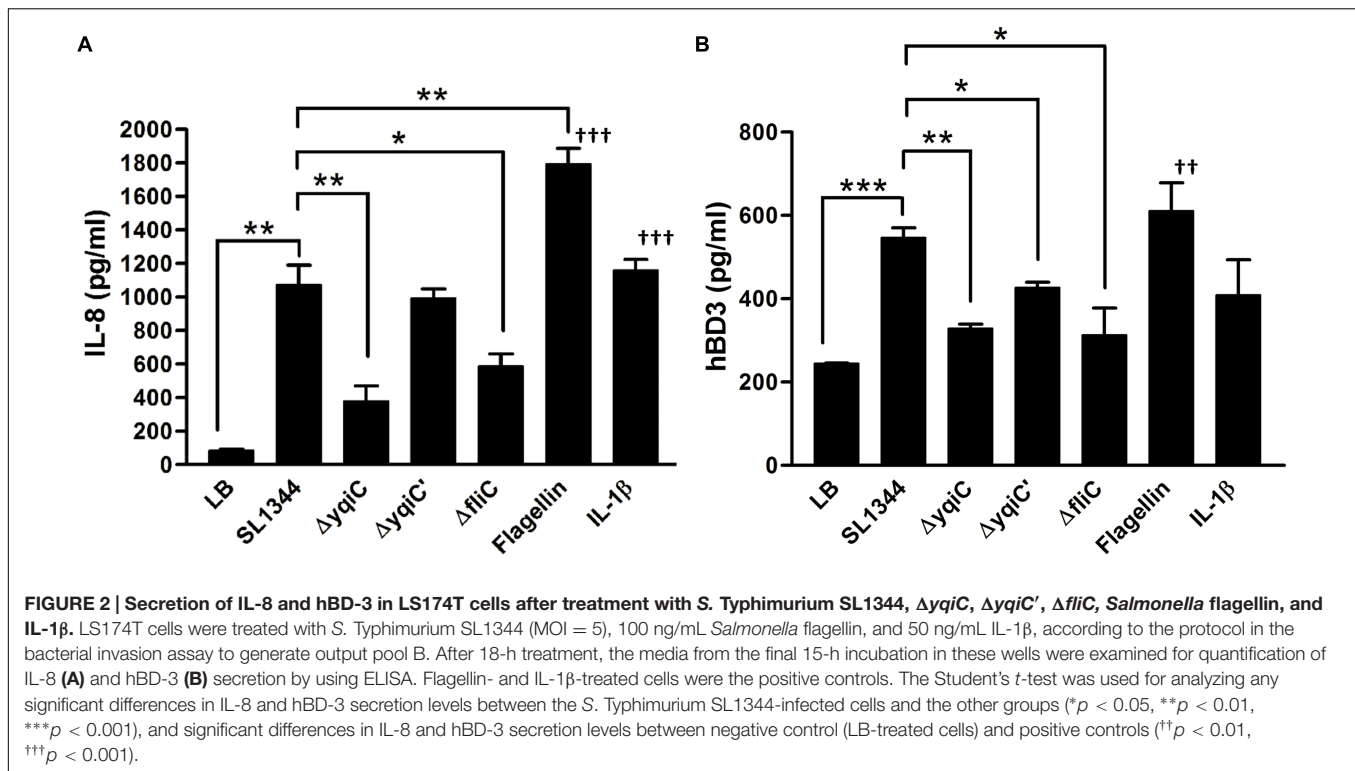 A
**
*
**
**
†††
†††
2000
1800
1600
1400
1200
1000
800
600
400
200
0
IL-8 (pg/ml)
LB
SL1344
ΔyqiC
ΔyqiC'
ΔfliC
Flagellin
IL-1β
B
*
*
**
***
††
800
600
400
200
0
hBD3 (pg/ml)
LB
SL1344
ΔyqiC
ΔyqiC'
ΔfliC
Flagellin
IL-1β
FIGURE 2 | Secretion of IL-8 and hBD-3 in LS174T cells after treatment with S. Typhimurium SL1344, ΔyqiC, ΔyqiC′, ΔfliC, Salmonella flagellin, and
IL-1β. LS174T cells were treated with S. Typhimurium SL1344 (MOI = 5), 100 ng/mL Salmonella flagellin, and 50 ng/mL IL-1β, according to the protocol in the
bacterial invasion assay to generate output pool B. After 18-h treatment, the media from the final 15-h incubation in these wells were examined for quantification of
IL-8 (A) and hBD-3 (B) secretion by using ELISA. Flagellin- and IL-1β-treated cells were the positive controls. The Student's t-test was used for analyzing any
significant differences in IL-8 and hBD-3 secretion levels between the S. Typhimurium SL1344-infected cells and the other groups (*p < 0.05, **p < 0.01,
***p < 0.001), and significant differences in IL-8 and hBD-3 secretion levels between negative control (LB-treated cells) and positive controls (††p < 0.01,
†††p < 0.001).